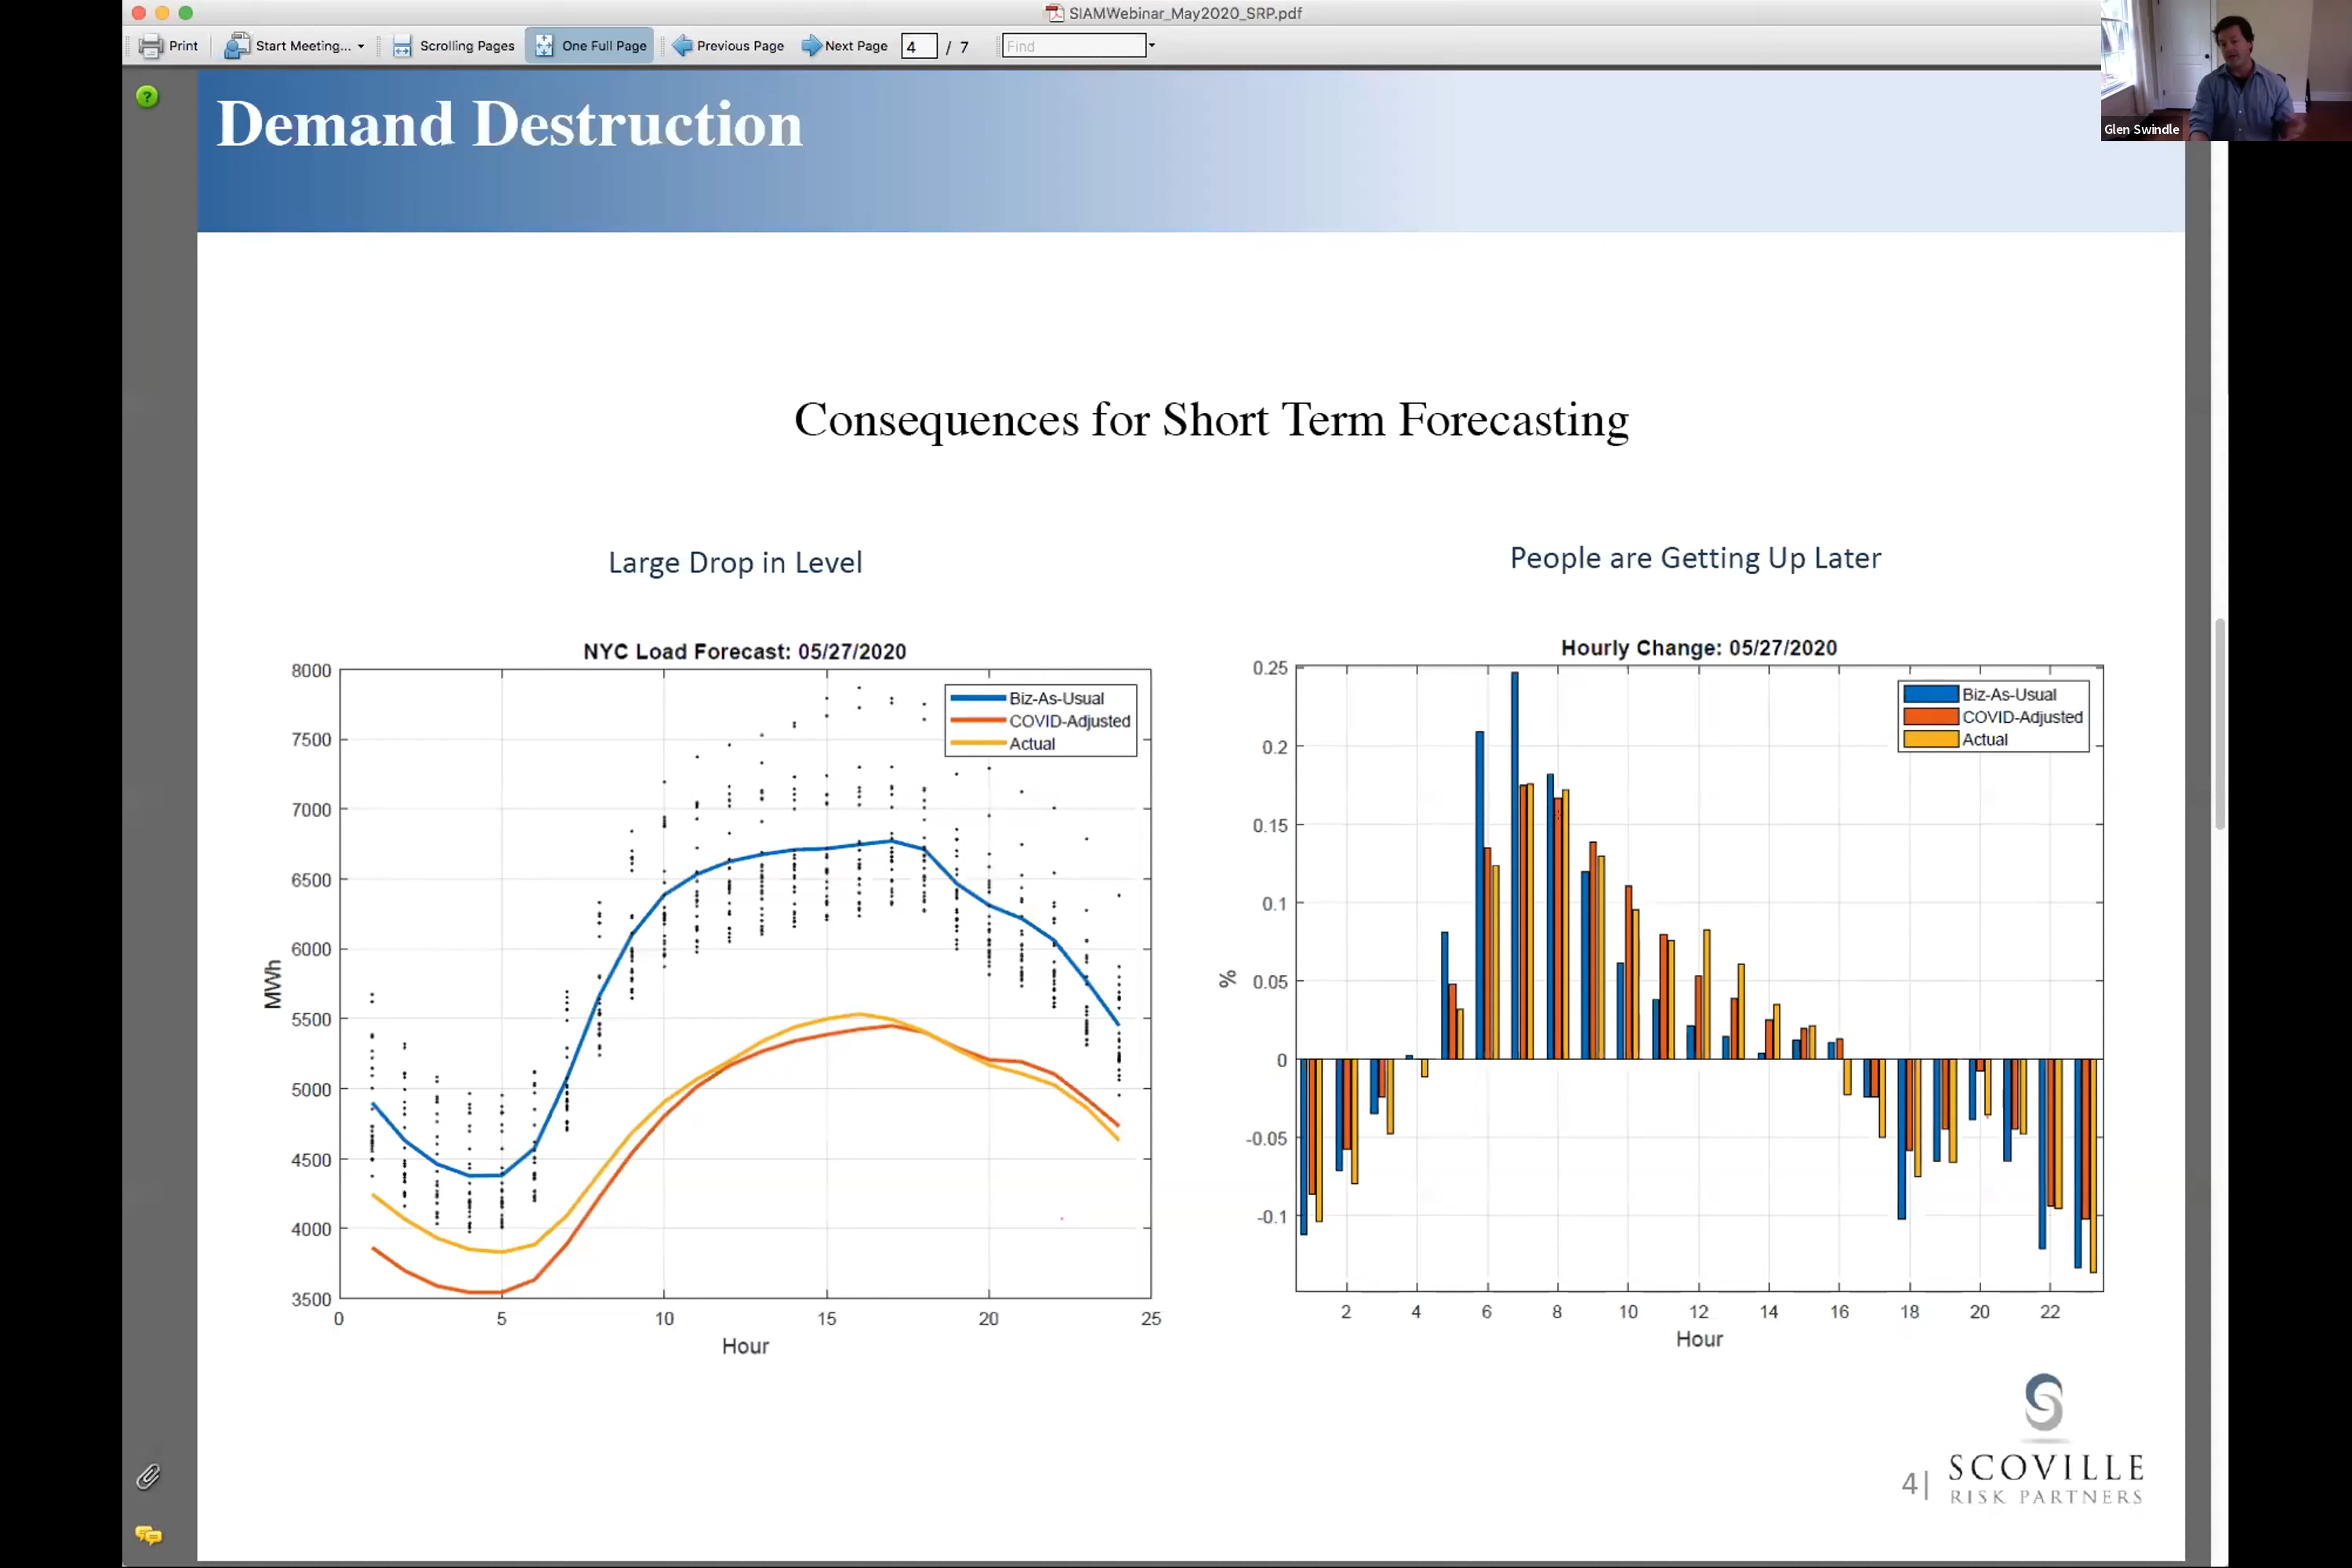 SIAMWebinar_May2020_SRP.pdf
Print
Start Meeting...
Scrolling Pages
One Full Page
Previous Page
Next Page
4 / 7
Find
Glen Swindle
Demand Destruction
Consequences for Short Term Forecasting
Large Drop in Level
NYC Load Forecast: 05/27/2020
Biz-As-Usual
COVID-Adjusted
Actual
8000
7500
7000
6500
6000
5500
5000
4500
4000
3500
MWh
0 5 10 15 20 25
Hour
People are Getting Up Later
Hourly Change: 05/27/2020
Biz-As-Usual
COVID-Adjusted
Actual
0.25
0.2
0.15
0.1
0.05
0
-0.05
-0.1
%
2 4 6 8 10 12 14 16 18 20 22
Hour
4|
SCOVILLE
RISK PARTNERS